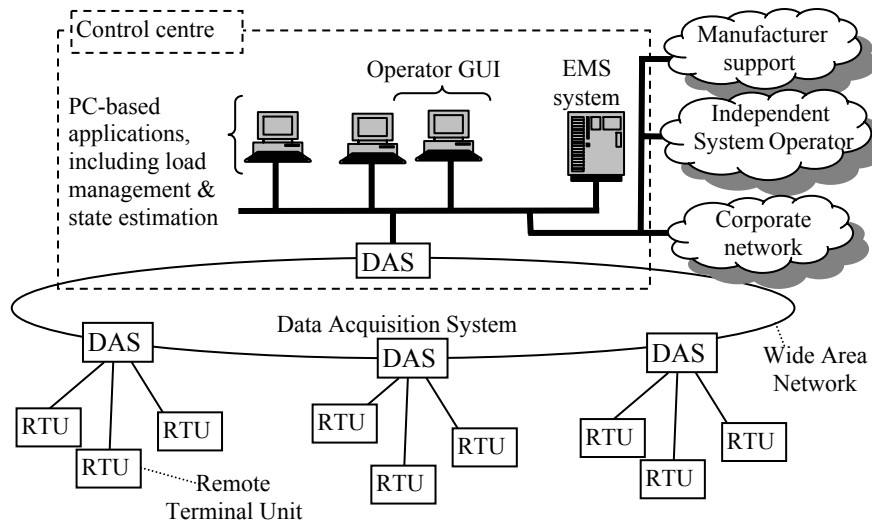 Control centre
Manufacturer
support
Operator GUI
EMS
system
PC-based
applications,
including load
management &
state estimation
Independent
System Operator
Corporate
network
DAS
Data Acquisition System
DAS
DAS
DAS
Wide Area
Network
RTU
RTU
RTU
RTU
RTU
RTU
RTU
RTU
RTU
Remote
Terminal Unit